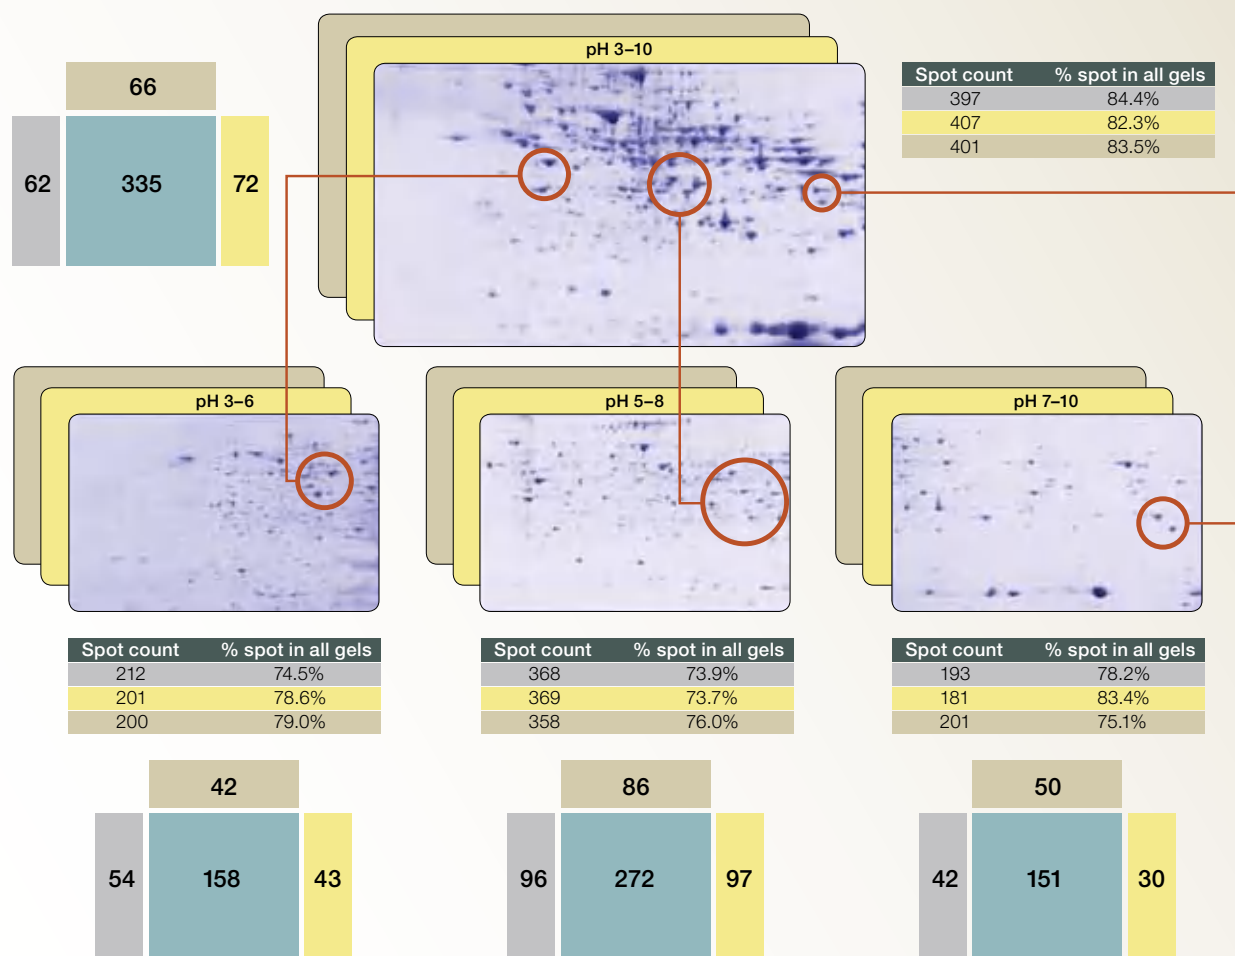 pH 3–10
66
62 335 72
Spot count % spot in all gels
397 84.4%
407 82.3%
401 83.5%
pH 3–6
pH 5–8
pH 7–10
Spot count % spot in all gels
212 74.5%
201 78.6%
200 79.0%
Spot count % spot in all gels
368 73.9%
369 73.7%
358 76.0%
Spot count % spot in all gels
193 78.2%
181 83.4%
201 75.1%
42
54 158 43
86
96 272 97
50
42 151 30